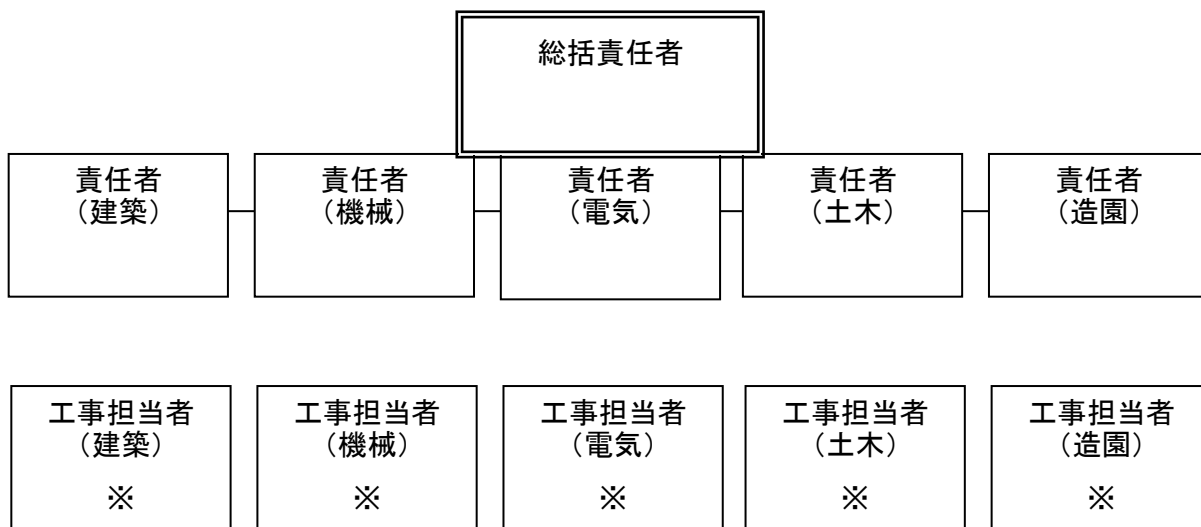 総括責任者
責任者
（建築）
責任者
（機械）
責任者
（電気）
責任者
（土木）
責任者
（造園）
工事担当者
（建築）
※
工事担当者
（機械）
※
工事担当者
（電気）
※
工事担当者
（土木）
※
工事担当者
（造園）
※